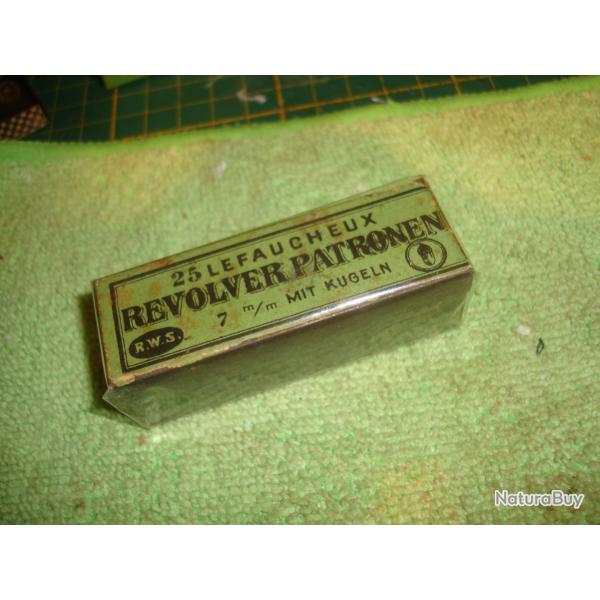 25 LEFAUCHEUX
REVOLVER PATRONEN
7 m/m MIT KUGELN
R.W.S.
NaturaBuy